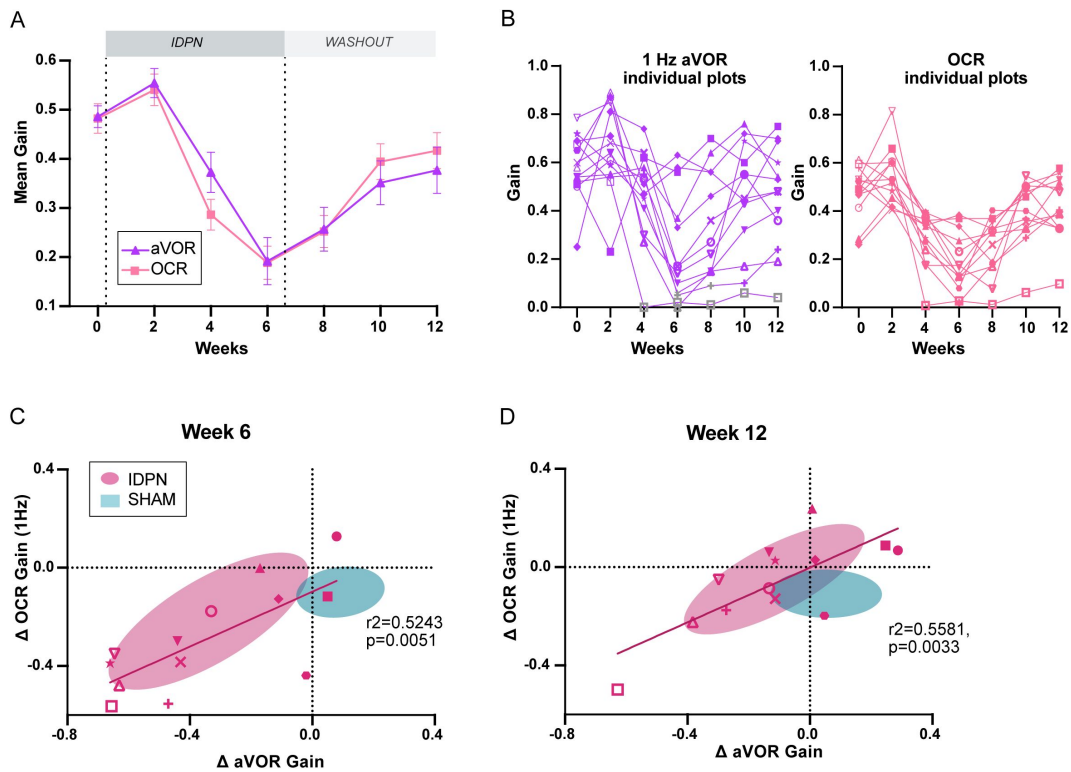 A
IDPN
WASHOUT
0.6
0.5
0.4
0.3
0.2
0.1
Mean Gain
aVOR
OCR
0 2 4 6 8 10 12
Weeks
B
1 Hz aVOR
individual plots
1.0
0.8
0.6
0.4
0.2
0.0
Gain
0 2 4 6 8 10 12
Weeks
OCR
individual plots
1.0
0.8
0.6
0.4
0.2
0.0
Gain
0 2 4 6 8 10 12
Weeks
C
Week 6
IDPN
SHAM
0.4
0.0
-0.4
Δ OCR Gain (1Hz)
r2=0.5243
p=0.0051
-0.8 -0.4 0.0 0.4
Δ aVOR Gain
D
Week 12
0.4
0.0
-0.4
Δ OCR Gain (1Hz)
r2=0.5581,
p=0.0033
-0.8 -0.4 0.0 0.4
Δ aVOR Gain